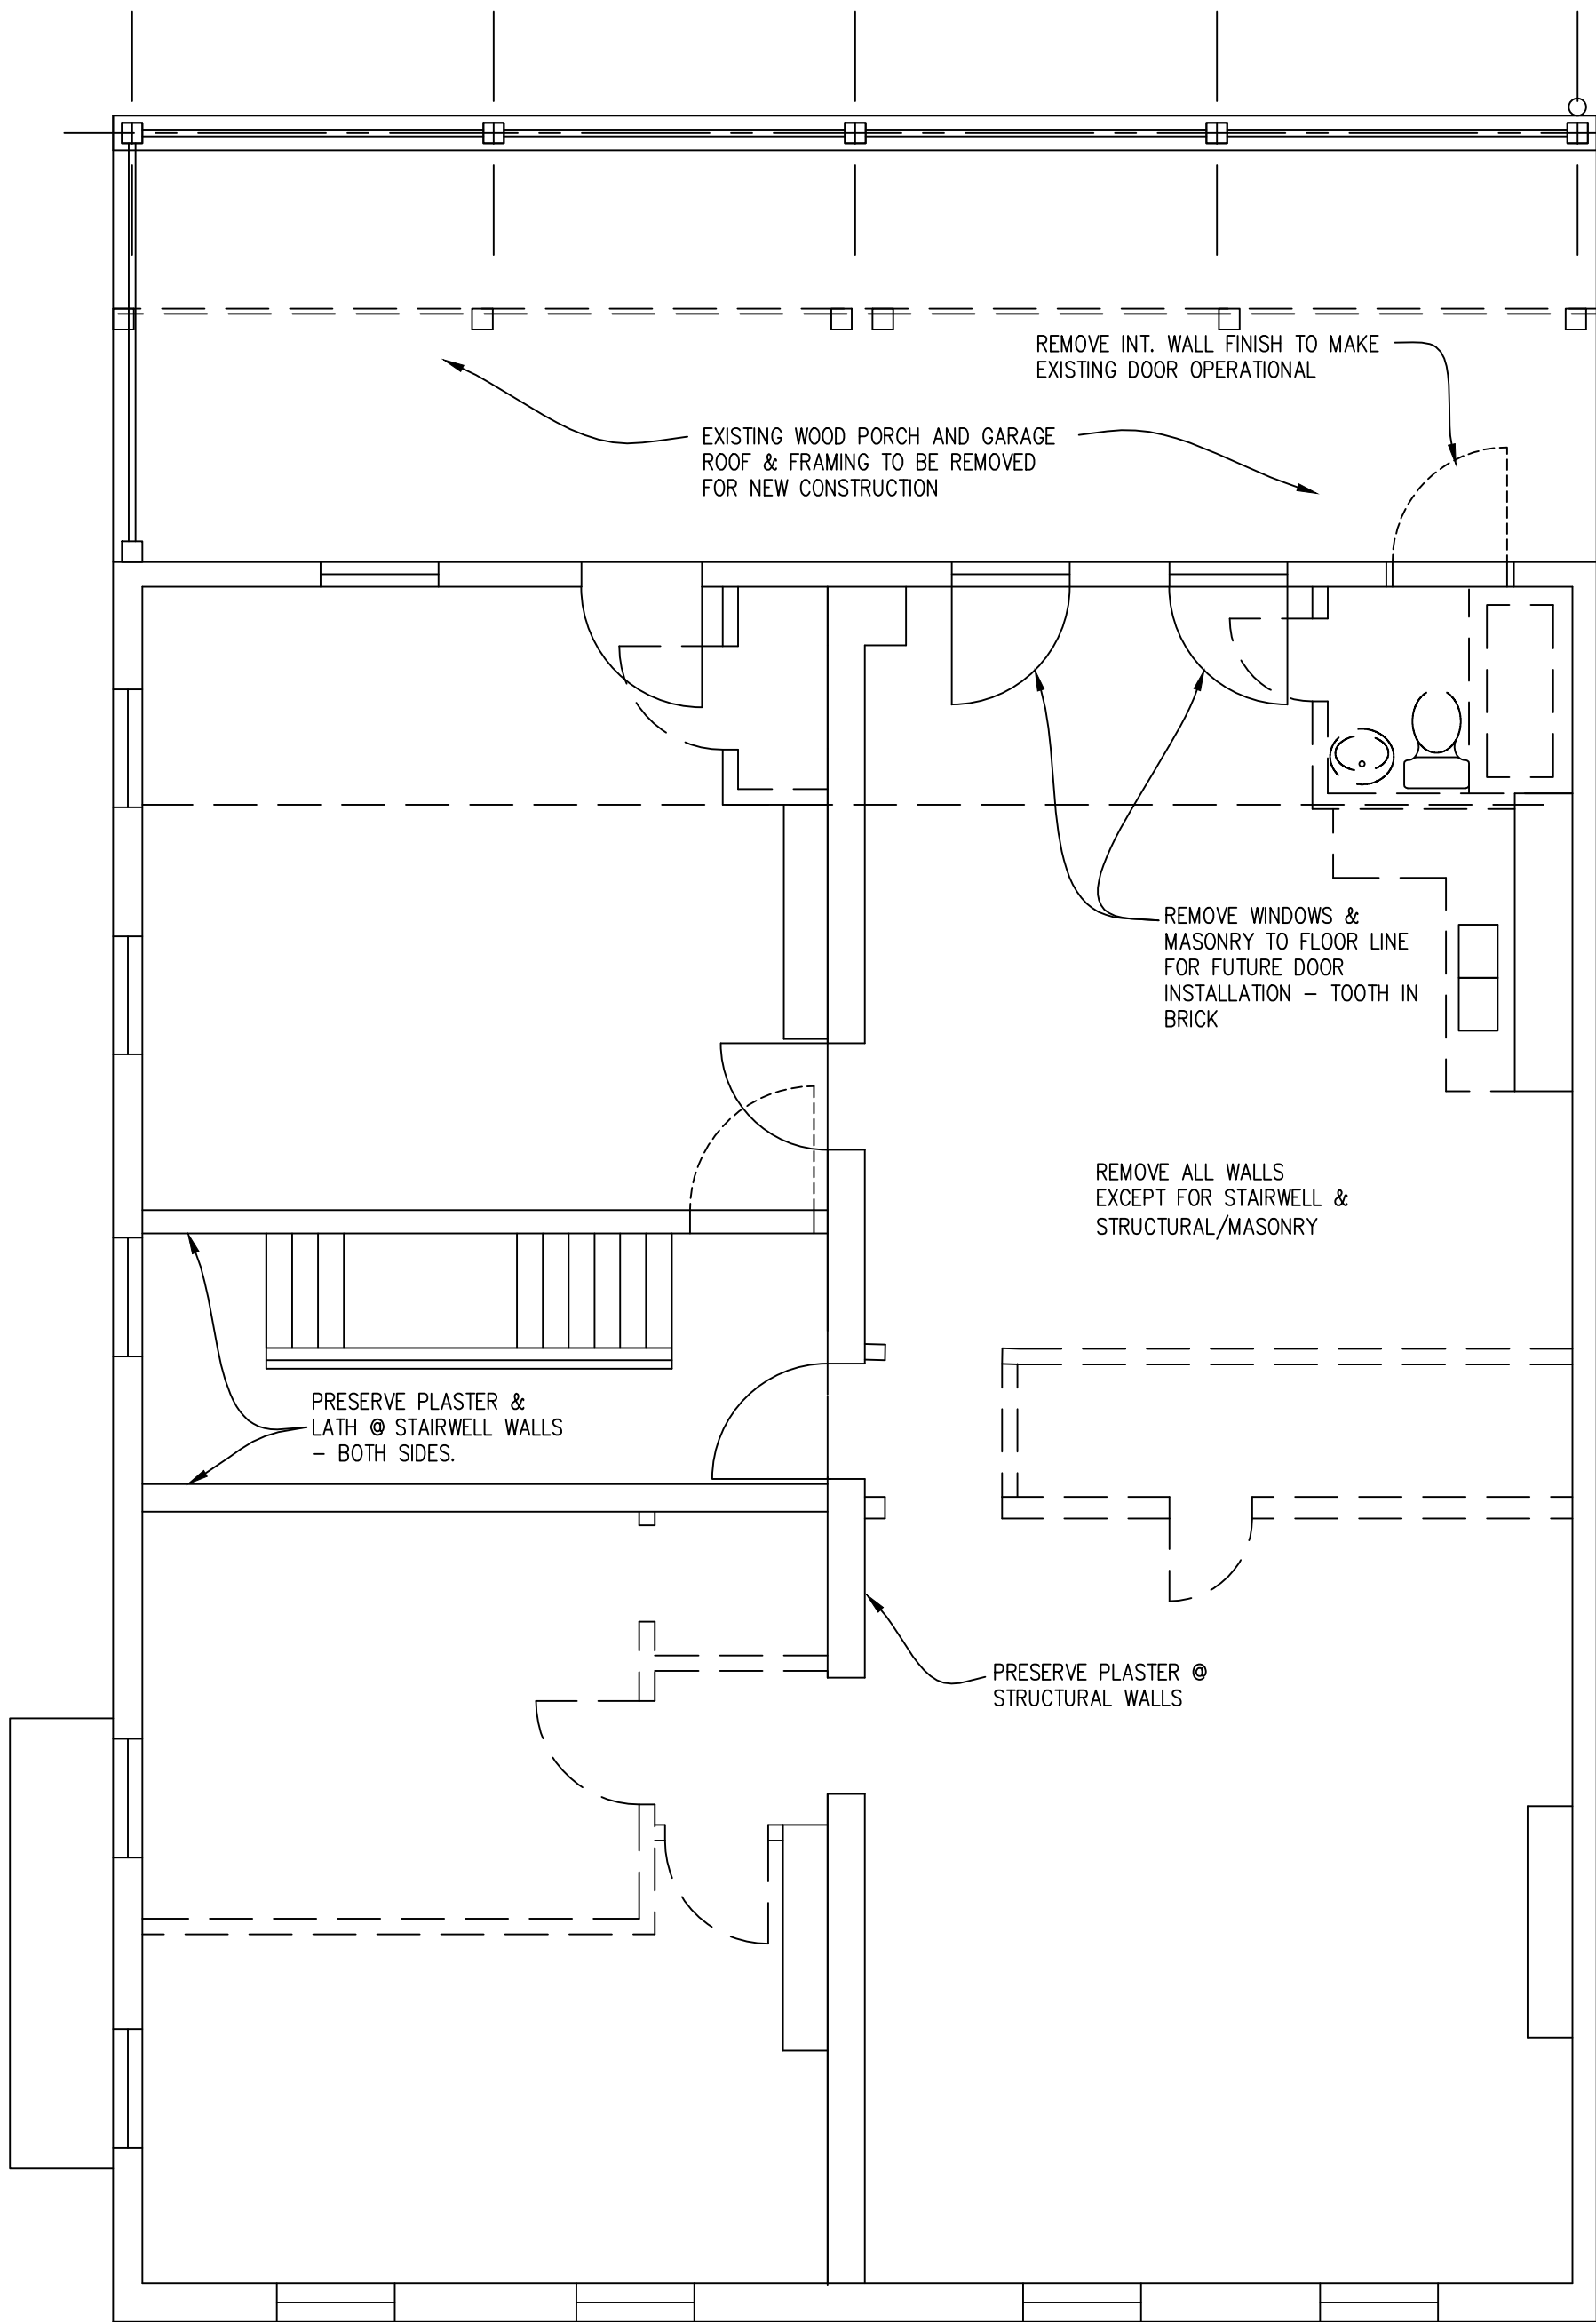 REMOVE INT. WALL FINISH TO MAKE
EXISTING DOOR OPERATIONAL
EXISTING WOOD PORCH AND GARAGE
ROOF & FRAMING TO BE REMOVED
FOR NEW CONSTRUCTION
REMOVE WINDOWS &
MASONRY TO FLOOR LINE
FOR FUTURE DOOR
INSTALLATION – TOOTH IN
BRICK
REMOVE ALL WALLS
EXCEPT FOR STAIRWELL &
STRUCTURAL/MASONRY
PRESERVE PLASTER &
LATH @ STAIRWELL WALLS
– BOTH SIDES.
PRESERVE PLASTER @
STRUCTURAL WALLS